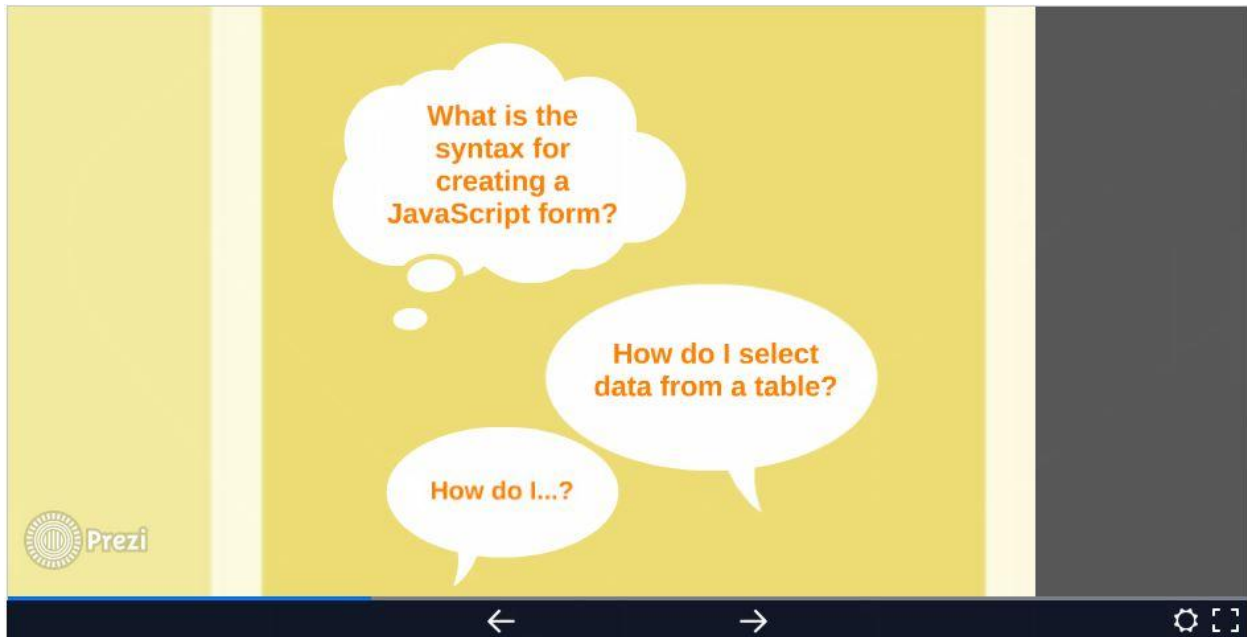 What is the
syntax for
creating a
JavaScript form?
How do I select
data from a table?
How do I...?
Prezi